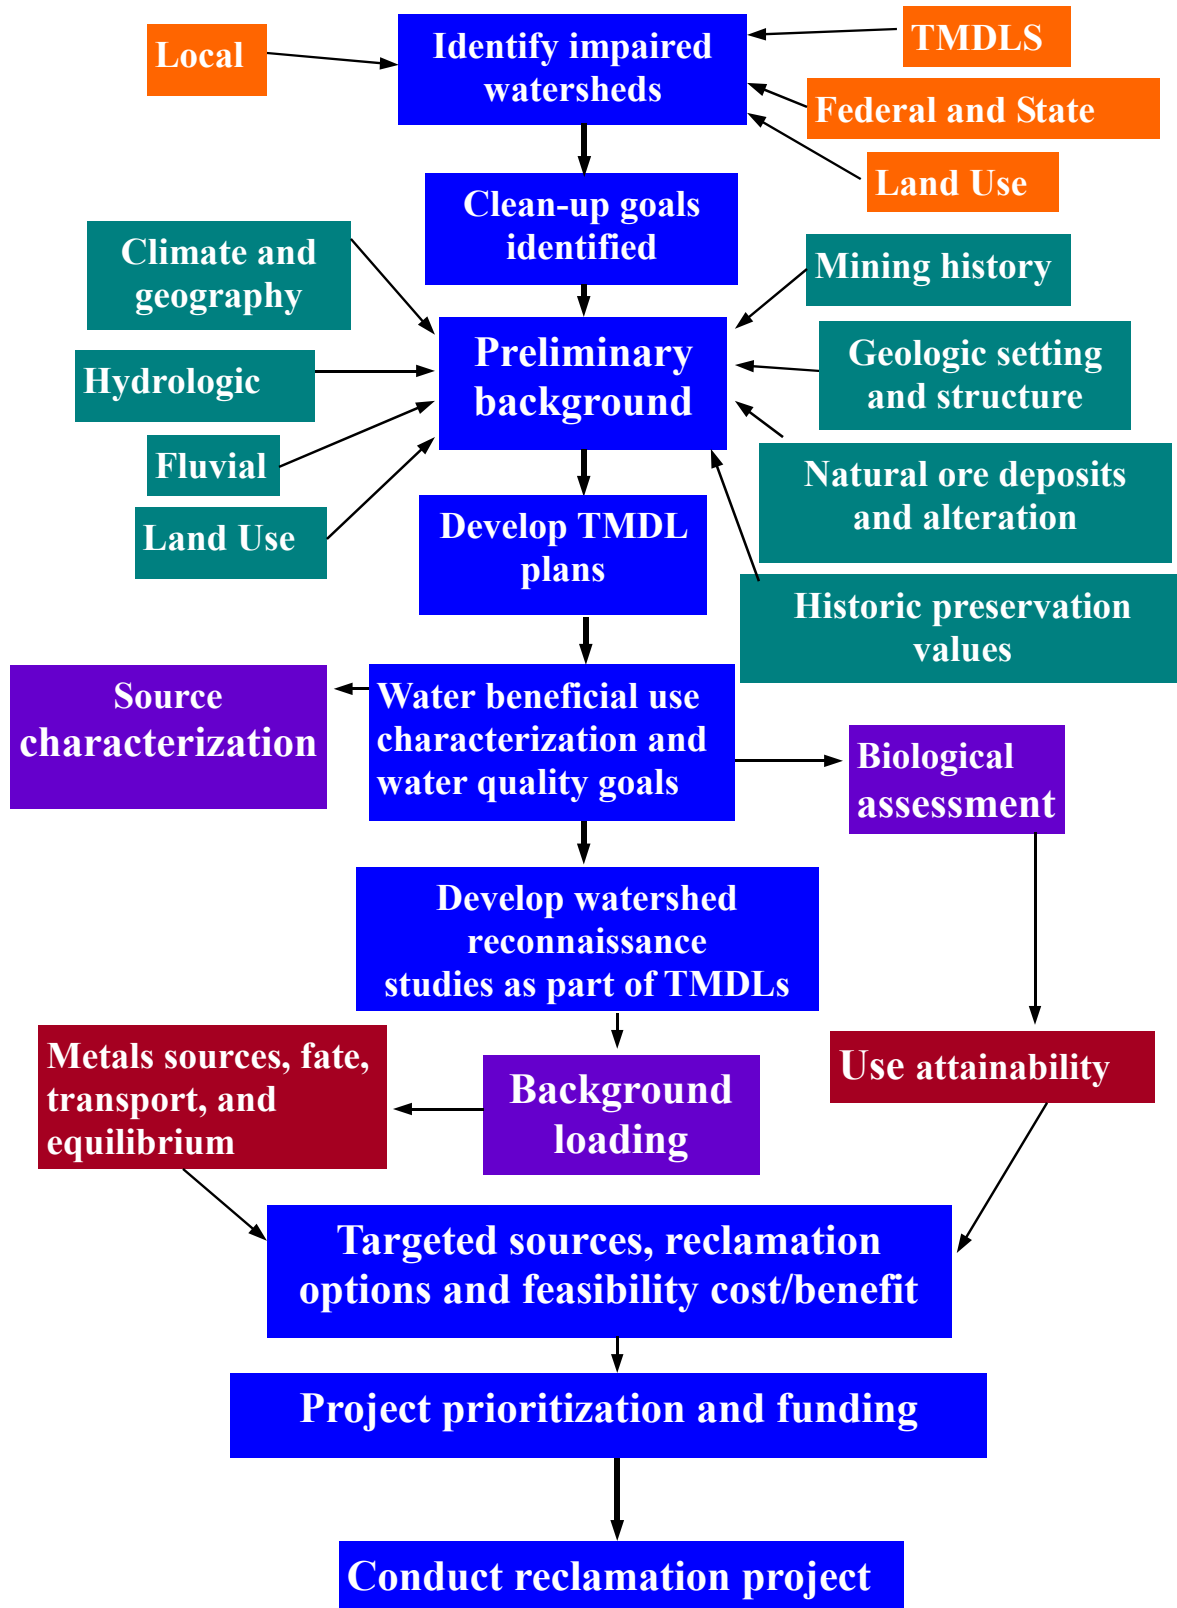 Local
Identify impaired
watersheds
TMDLS
Federal and State
Land Use
Clean-up goals
identified
Climate and
geography
Mining history
Preliminary
background
Hydrologic
Geologic setting
and structure
Fluvial
Natural ore deposits
and alteration
Land Use
Develop TMDL
plans
Historic preservation
values
Source
characterization
Water beneficial use
characterization and
water quality goals
Biological
assessment
Develop watershed
reconnaissance
studies as part of TMDLs
Metals sources, fate,
transport, and
equilibrium
Background
loading
Use attainability
Targeted sources, reclamation
options and feasibility cost/benefit
Project prioritization and funding
Conduct reclamation project